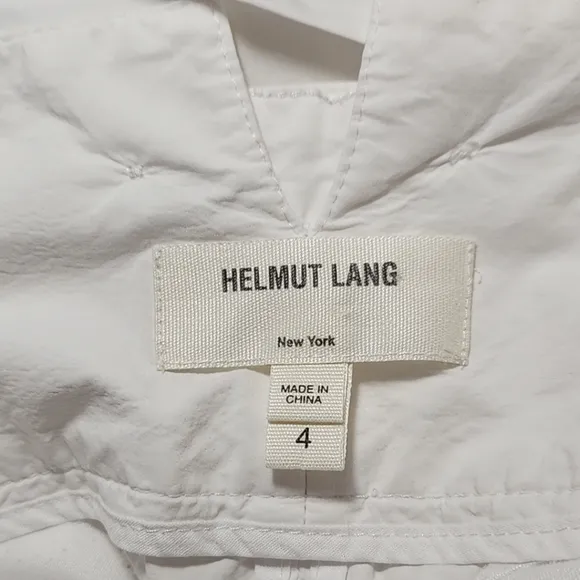 HELMUT LANG
New York
MADE IN
CHINA
4